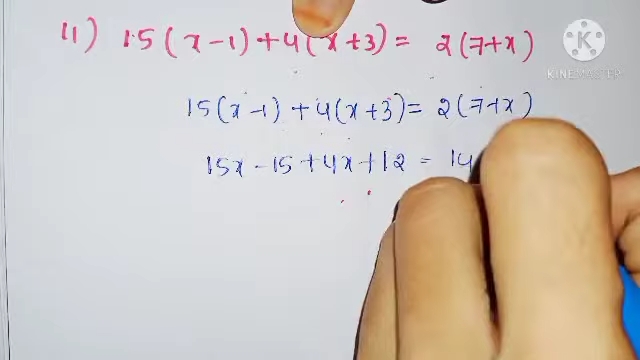 11) 15(x-1)+4(x+3)= 2(7+x)
KINEMASTER
15(x-1)+4(x+3)= 2(7+x)
15x-15+4x+12 = 14